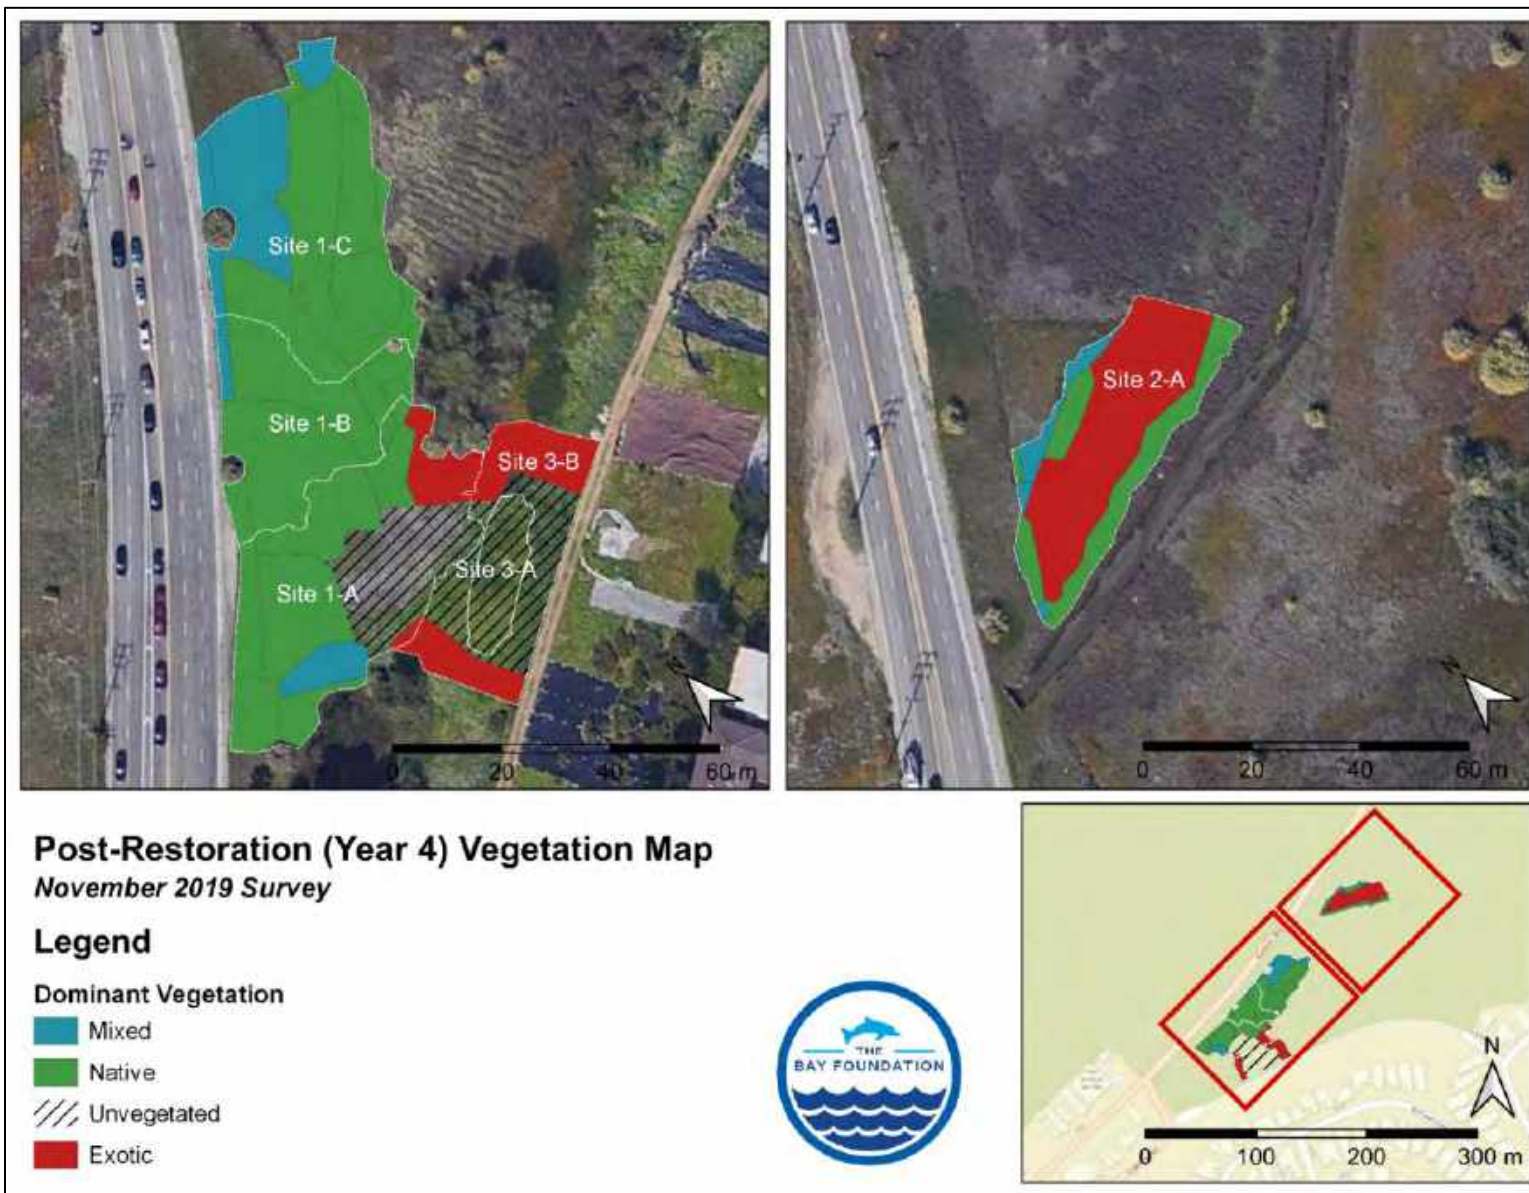 Site 1-C
Site 1-B
Site 3-B
Site 3-A
Site 1-A
N
0 20 40 60 m
Site 2-A
N
0 20 40 60 m
Post-Restoration (Year 4) Vegetation Map
November 2019 Survey
Legend
Dominant Vegetation
Mixed
Native
Unvegetated
Exotic
THE
BAY FOUNDATION
N
0 100 200 300 m